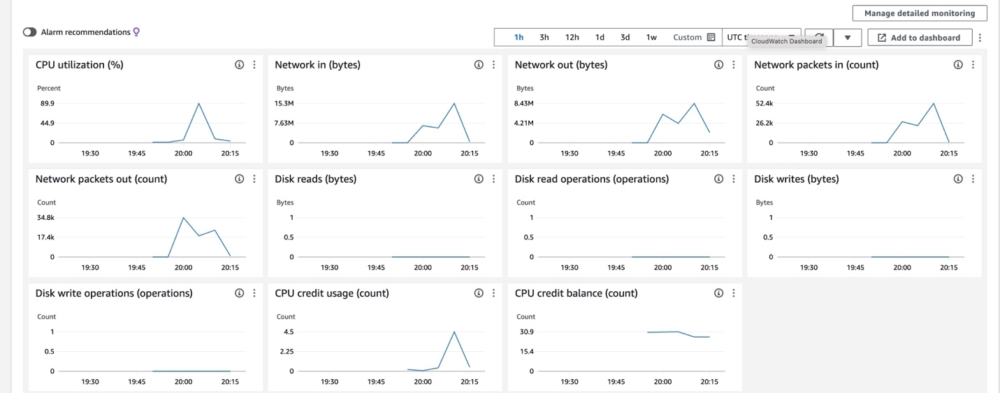 Manage detailed monitoring
Alarm recommendations
1h 3h 12h 1d 3d 1w Custom UTC Add to dashboard
CloudWatch Dashboard
CPU utilization (%) Network in (bytes) Network out (bytes) Network packets in (count)
Percent Bytes Bytes Count
89.9 15.3M 8.43M 52.4k
44.9 7.63M 4.21M 26.2k
0 0 0 0
19:30 19:45 20:00 20:15 19:30 19:45 20:00 20:15 19:30 19:45 20:00 20:15 19:30 19:45 20:00 20:15
Network packets out (count) Disk reads (bytes) Disk read operations (operations) Disk writes (bytes)
Count Bytes Count Bytes
34.8k 1 1 1
17.4k 0.5 0.5 0.5
0 0 0 0
19:30 19:45 20:00 20:15 19:30 19:45 20:00 20:15 19:30 19:45 20:00 20:15 19:30 19:45 20:00 20:15
Disk write operations (operations) CPU credit usage (count) CPU credit balance (count)
Count Count Count
1 4.5 30.9
0.5 2.25 15.4
0 0 0
19:30 19:45 20:00 20:15 19:30 19:45 20:00 20:15 19:30 19:45 20:00 20:15